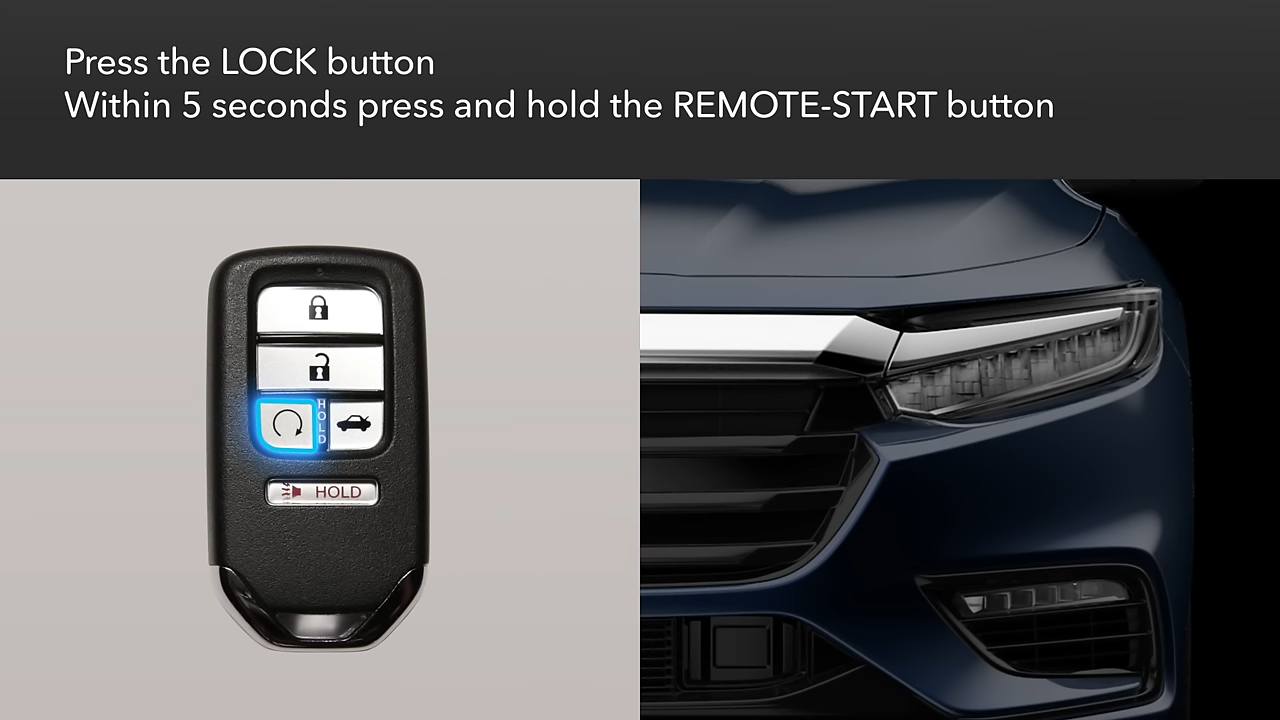 Press the LOCK button
Within 5 seconds press and hold the REMOTE-START button
HOLD
HOLD